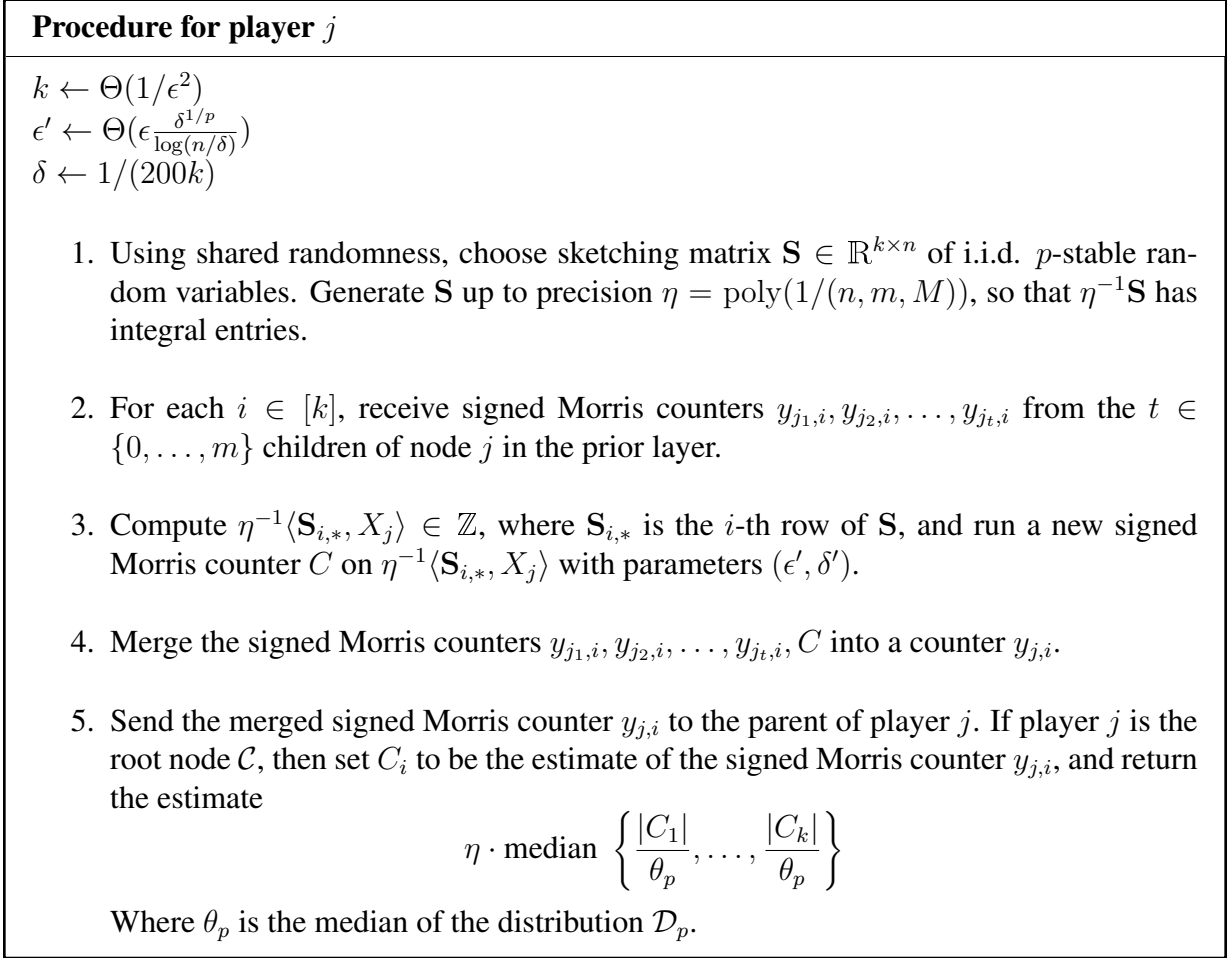 Procedure for player j
k ← Θ(1/ϵ²)
ϵ′ ← Θ(ϵ δ^{1/p}/log(n/δ))
δ ← 1/(200k)
1. Using shared randomness, choose sketching matrix S ∈ ℝ^{k×n} of i.i.d. p-stable ran-
dom variables. Generate S up to precision η = poly(1/(n, m, M)), so that η⁻¹S has
integral entries.
2. For each i ∈ [k], receive signed Morris counters y_{j₁,i}, y_{j₂,i}, . . . , y_{j_t,i} from the t ∈
{0, . . . , m} children of node j in the prior layer.
3. Compute η⁻¹⟨S_{i,*}, X_j⟩ ∈ ℤ, where S_{i,*} is the i-th row of S, and run a new signed
Morris counter C on η⁻¹⟨S_{i,*}, X_j⟩ with parameters (ϵ′, δ′).
4. Merge the signed Morris counters y_{j₁,i}, y_{j₂,i}, . . . , y_{j_t,i}, C into a counter y_{j,i}.
5. Send the merged signed Morris counter y_{j,i} to the parent of player j. If player j is the
root node 𝒞, then set C_i to be the estimate of the signed Morris counter y_{j,i}, and return
the estimate
η · median { |C₁|/θ_p, . . . , |C_k|/θ_p }
Where θ_p is the median of the distribution 𝒟_p.